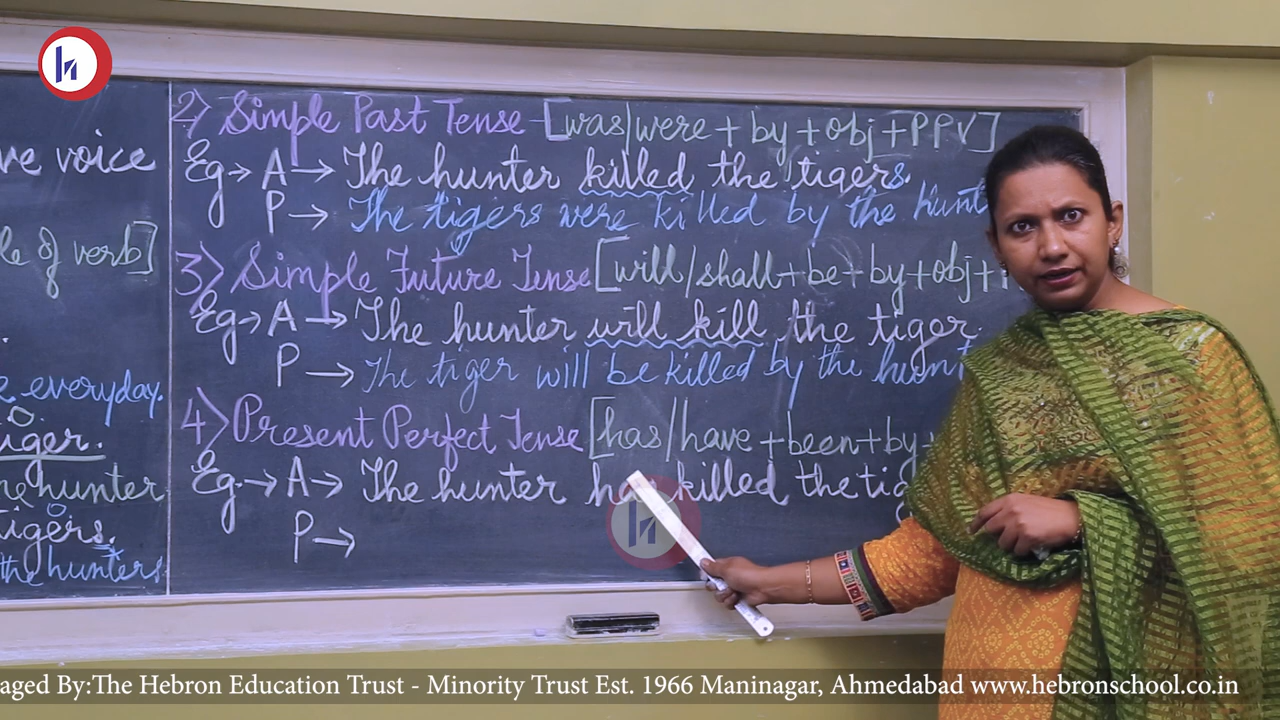 ve voice
le of verb]
everyday.
iger.
the hunter
tigers.
the hunters
2) Simple Past Tense - [was/were + by + obj + PPV]
Eg → A → The hunter killed the tigers.
P → The tigers were killed by the hunt
3) Simple Future Tense [will/shall + be + by + obj +
Eg → A → The hunter will kill the tiger.
P → The tiger will be killed by the hunt
4) Present Perfect Tense [has/have + been + by +
Eg. → A → The hunter has killed the tig
P →
aged By:The Hebron Education Trust - Minority Trust Est. 1966 Maninagar, Ahmedabad www.hebronschool.co.in